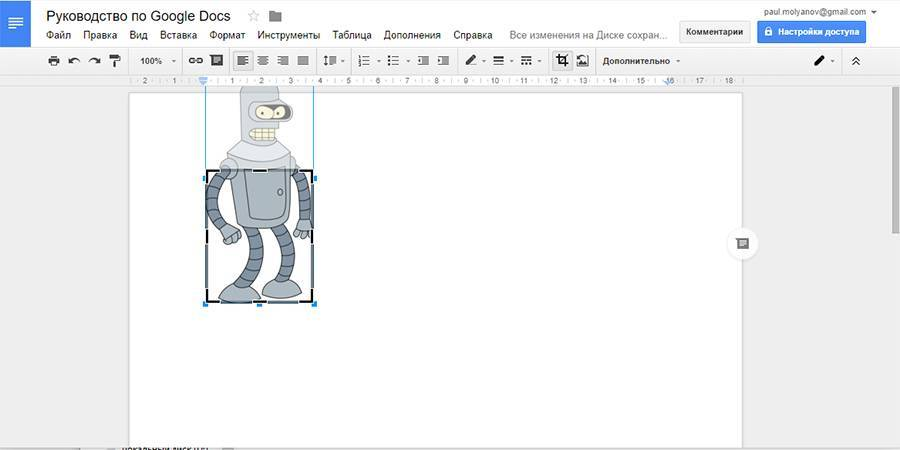 Руководство по Google Docs
paul.molyanov@gmail.com
Файл Правка Вид Вставка Формат Инструменты Таблица Дополнения Справка Все изменения на Диске сохран...
Комментарии
Настройки доступа
100%
Дополнительно
2 1 1 2 3 4 5 6 7 8 9 10 11 12 13 14 15 16 17 18